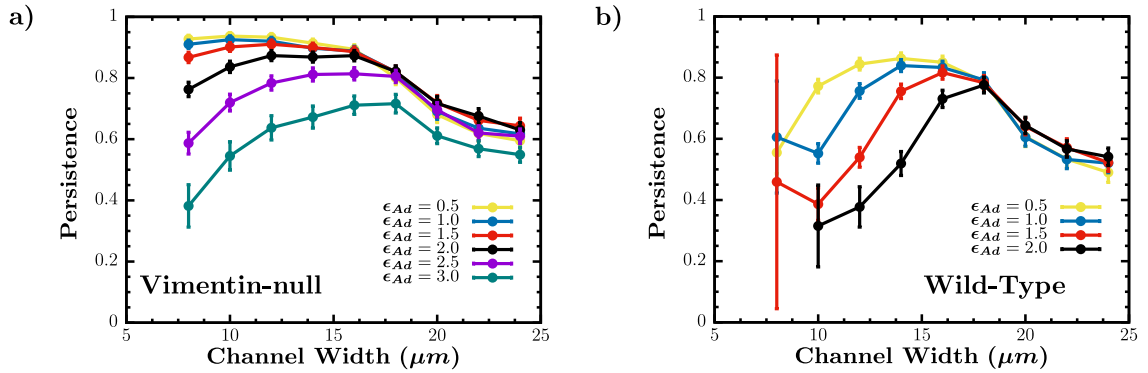 a)
1
0.8
0.6
0.4
0.2
0
5
10
15
20
25
Persistence
Channel Width (μm)
ϵAd = 0.5
ϵAd = 1.0
ϵAd = 1.5
ϵAd = 2.0
ϵAd = 2.5
ϵAd = 3.0
Vimentin-null
b)
1
0.8
0.6
0.4
0.2
0
5
10
15
20
25
Persistence
Channel Width (μm)
ϵAd = 0.5
ϵAd = 1.0
ϵAd = 1.5
ϵAd = 2.0
Wild-Type